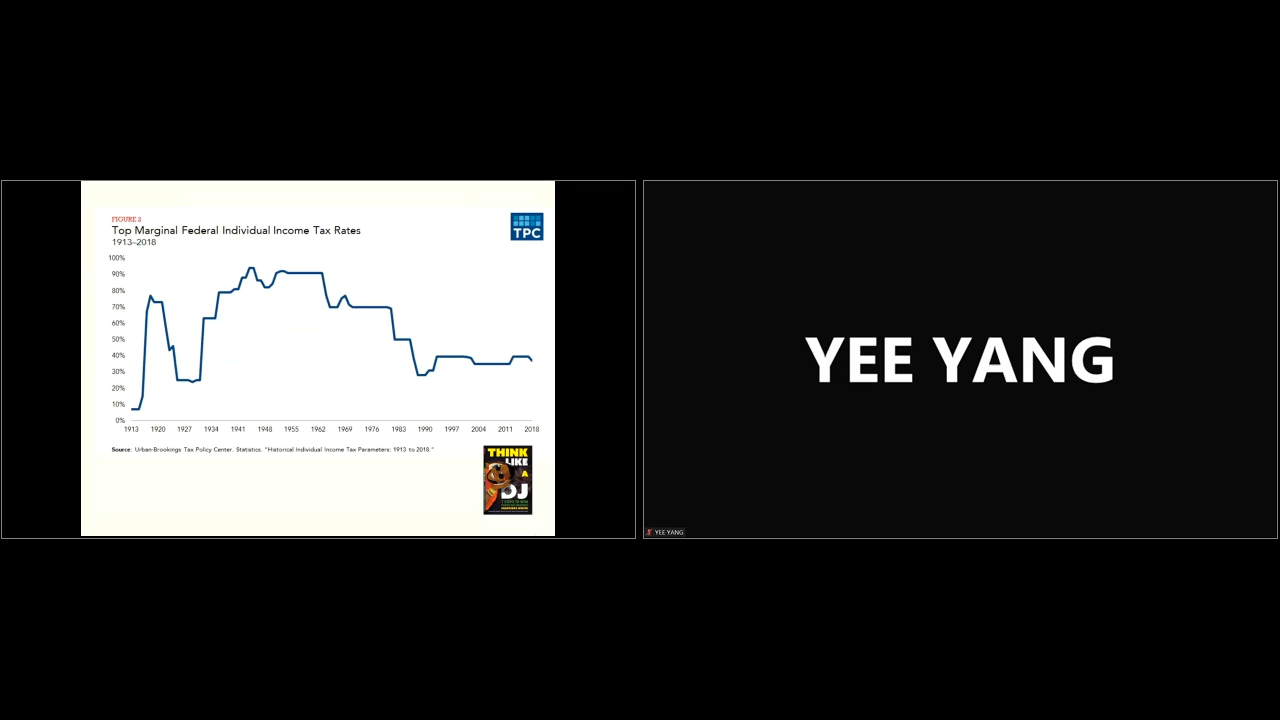 FIGURE 2
Top Marginal Federal Individual Income Tax Rates
1913–2018
TPC
100%
90%
80%
70%
60%
50%
40%
30%
20%
10%
0%
1913 1920 1927 1934 1941 1948 1955 1962 1969 1976 1983 1990 1997 2004 2011 2018
Source: Urban-Brookings Tax Policy Center. Statistics. "Historical Individual Income Tax Parameters: 1913 to 2018."
THINK
LIKE
A
DJ
YEE YANG
YEE YANG